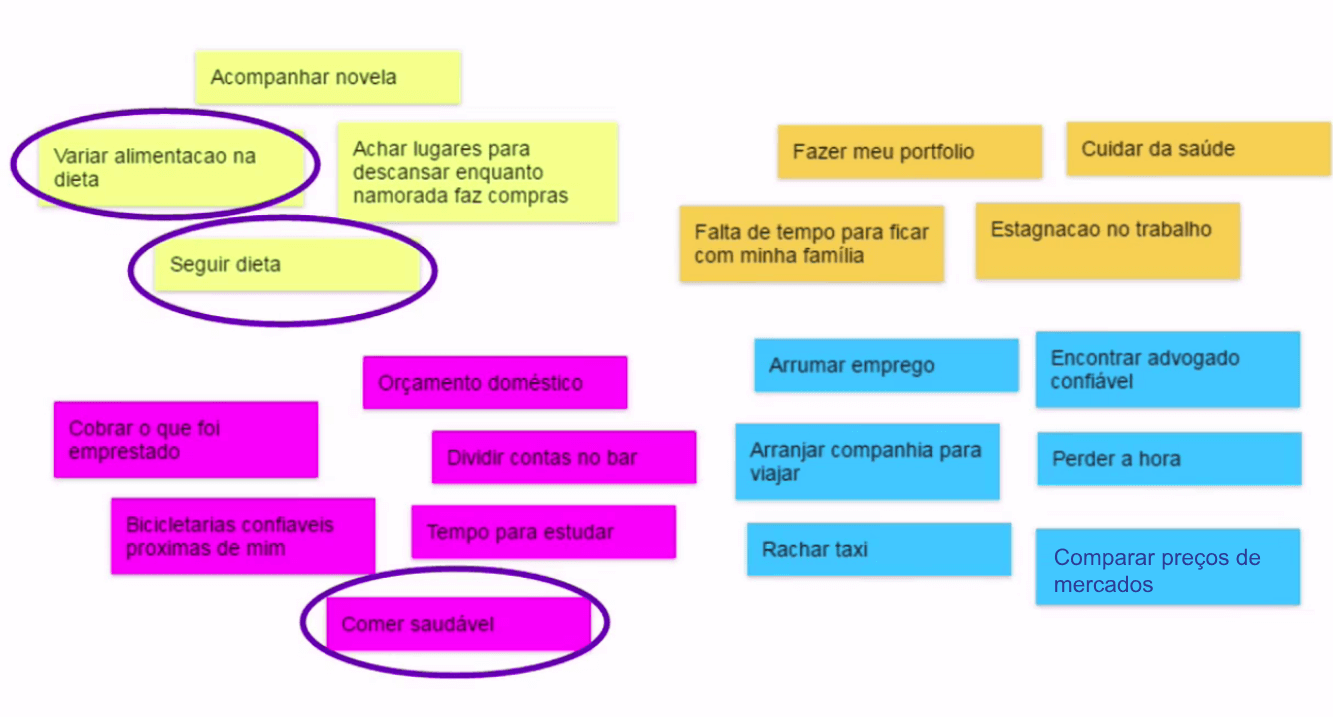 Acompanhar novela
Variar alimentacao na
dieta
Achar lugares para
descansar enquanto
namorada faz compras
Seguir dieta
Fazer meu portfolio
Cuidar da saúde
Falta de tempo para ficar
com minha família
Estagnacao no trabalho
Orçamento doméstico
Cobrar o que foi
emprestado
Dividir contas no bar
Bicicletarias confiaveis
proximas de mim
Tempo para estudar
Comer saudável
Arrumar emprego
Encontrar advogado
confiável
Arranjar companhia para
viajar
Perder a hora
Rachar taxi
Comparar preços de
mercados